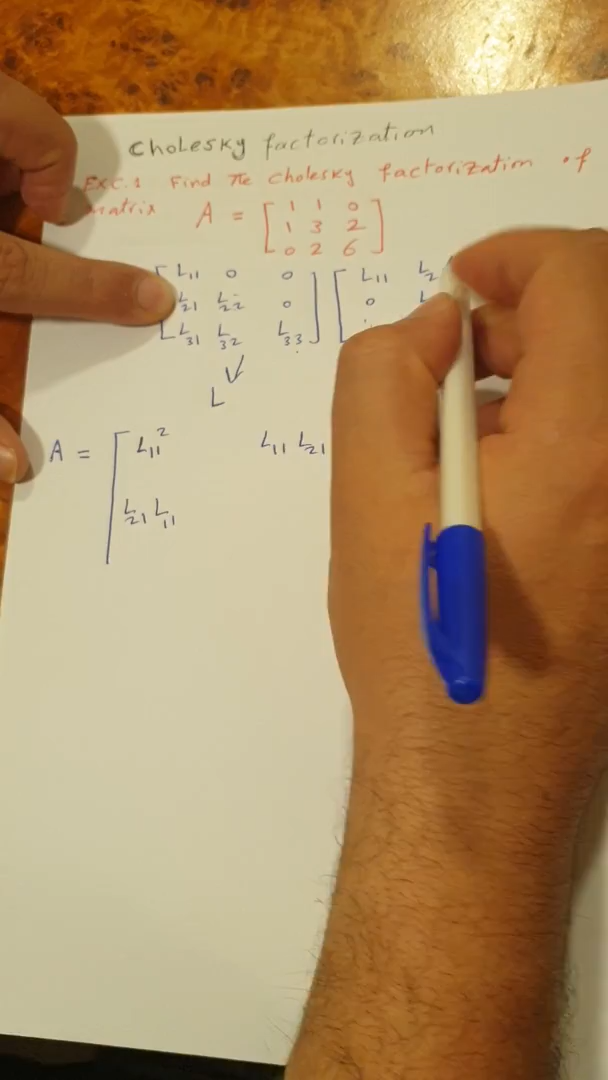 Cholesky factorization
EXC.1 Find The cholesky factorization of
matrix A = [ 1 1 0
1 3 2
0 2 6 ]
[ L11 0 0 ] [ L11 L2
L21 L22 0 0 L
L31 L32 L33
L
A = [ L11² L11 L21
L21 L11